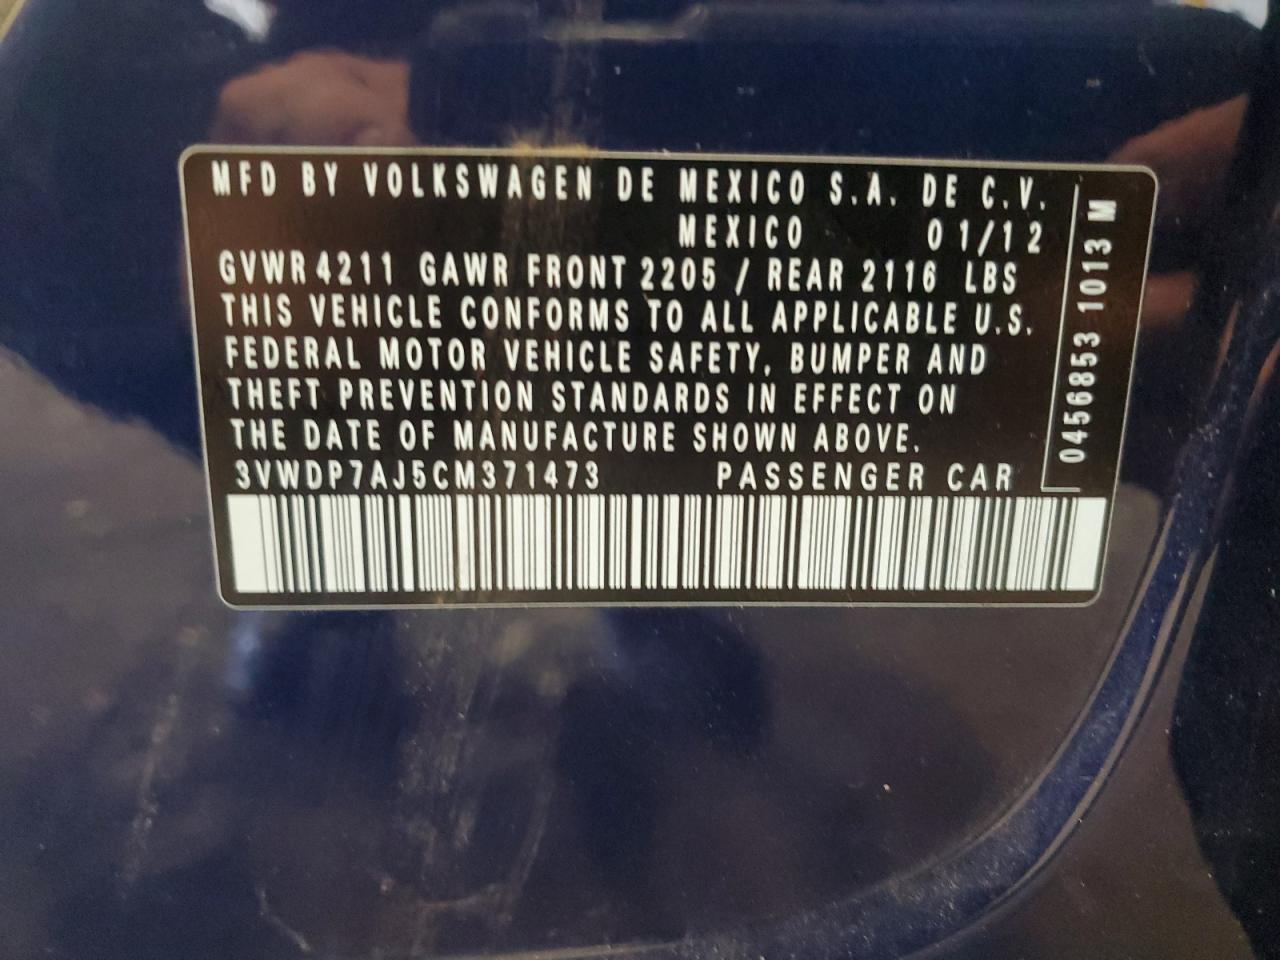 MFD BY VOLKSWAGEN DE MEXICO S.A. DE C.V.
MEXICO 01/12
GVWR 4211 GAWR FRONT 2205 / REAR 2116 LBS
THIS VEHICLE CONFORMS TO ALL APPLICABLE U.S.
FEDERAL MOTOR VEHICLE SAFETY, BUMPER AND
THEFT PREVENTION STANDARDS IN EFFECT ON
THE DATE OF MANUFACTURE SHOWN ABOVE.
3VWDP7AJ5CM371473 PASSENGER CAR
0456853 1013 M